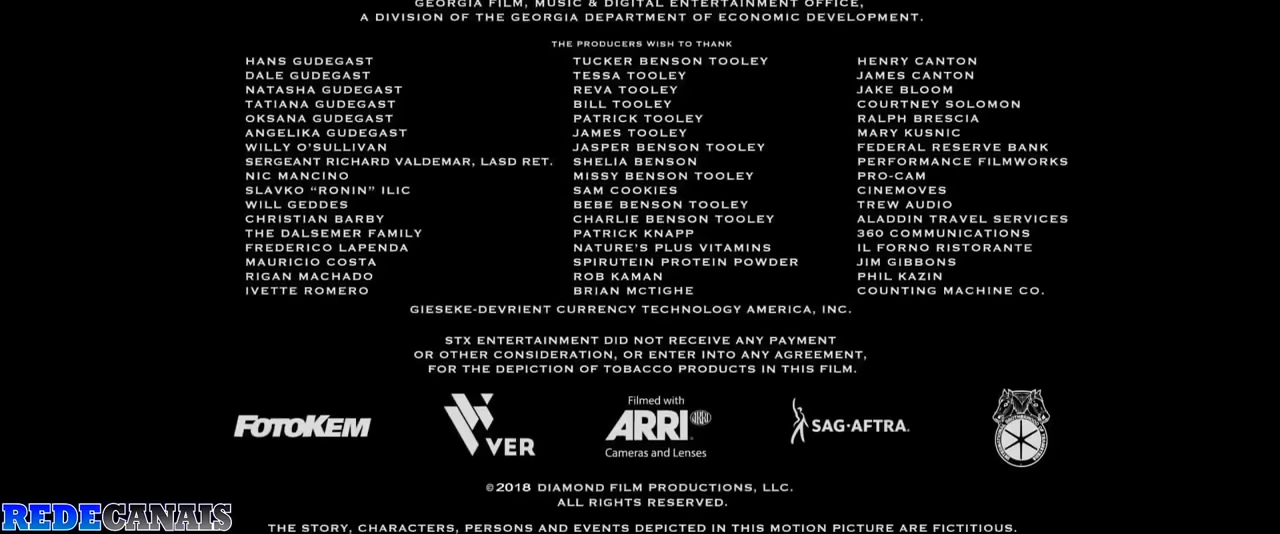 GEORGIA FILM, MUSIC & DIGITAL ENTERTAINMENT OFFICE,
A DIVISION OF THE GEORGIA DEPARTMENT OF ECONOMIC DEVELOPMENT.
THE PRODUCERS WISH TO THANK
HANS GUDEGAST
DALE GUDEGAST
NATASHA GUDEGAST
TATIANA GUDEGAST
OKSANA GUDEGAST
ANGELIKA GUDEGAST
WILLY O'SULLIVAN
SERGEANT RICHARD VALDEMAR, LASD RET.
NIC MANCINO
SLAVKO “RONIN” ILIC
WILL GEDDES
CHRISTIAN BARBY
THE DALSEMER FAMILY
FREDERICO LAPENDA
MAURICIO COSTA
RIGAN MACHADO
IVETTE ROMERO
TUCKER BENSON TOOLEY
TESSA TOOLEY
REVA TOOLEY
BILL TOOLEY
PATRICK TOOLEY
JAMES TOOLEY
JASPER BENSON TOOLEY
SHELIA BENSON
MISSY BENSON TOOLEY
SAM COOKIES
BEBE BENSON TOOLEY
CHARLIE BENSON TOOLEY
PATRICK KNAPP
NATURE'S PLUS VITAMINS
SPIRUTEIN PROTEIN POWDER
ROB KAMAN
BRIAN MCTIGHE
HENRY CANTON
JAMES CANTON
JAKE BLOOM
COURTNEY SOLOMON
RALPH BRESCIA
MARY KUSNIC
FEDERAL RESERVE BANK
PERFORMANCE FILMWORKS
PRO-CAM
CINEMOVES
TREW AUDIO
ALADDIN TRAVEL SERVICES
360 COMMUNICATIONS
IL FORNO RISTORANTE
JIM GIBBONS
PHIL KAZIN
COUNTING MACHINE CO.
GIESEKE-DEVRIENT CURRENCY TECHNOLOGY AMERICA, INC.
STX ENTERTAINMENT DID NOT RECEIVE ANY PAYMENT
OR OTHER CONSIDERATION, OR ENTER INTO ANY AGREEMENT,
FOR THE DEPICTION OF TOBACCO PRODUCTS IN THIS FILM.
FOTOKEM
VER
Filmed with
ARRI ARRI
Cameras and Lenses
SAG·AFTRA.
©2018 DIAMOND FILM PRODUCTIONS, LLC.
ALL RIGHTS RESERVED.
REDECANAIS
THE STORY, CHARACTERS, PERSONS AND EVENTS DEPICTED IN THIS MOTION PICTURE ARE FICTITIOUS.